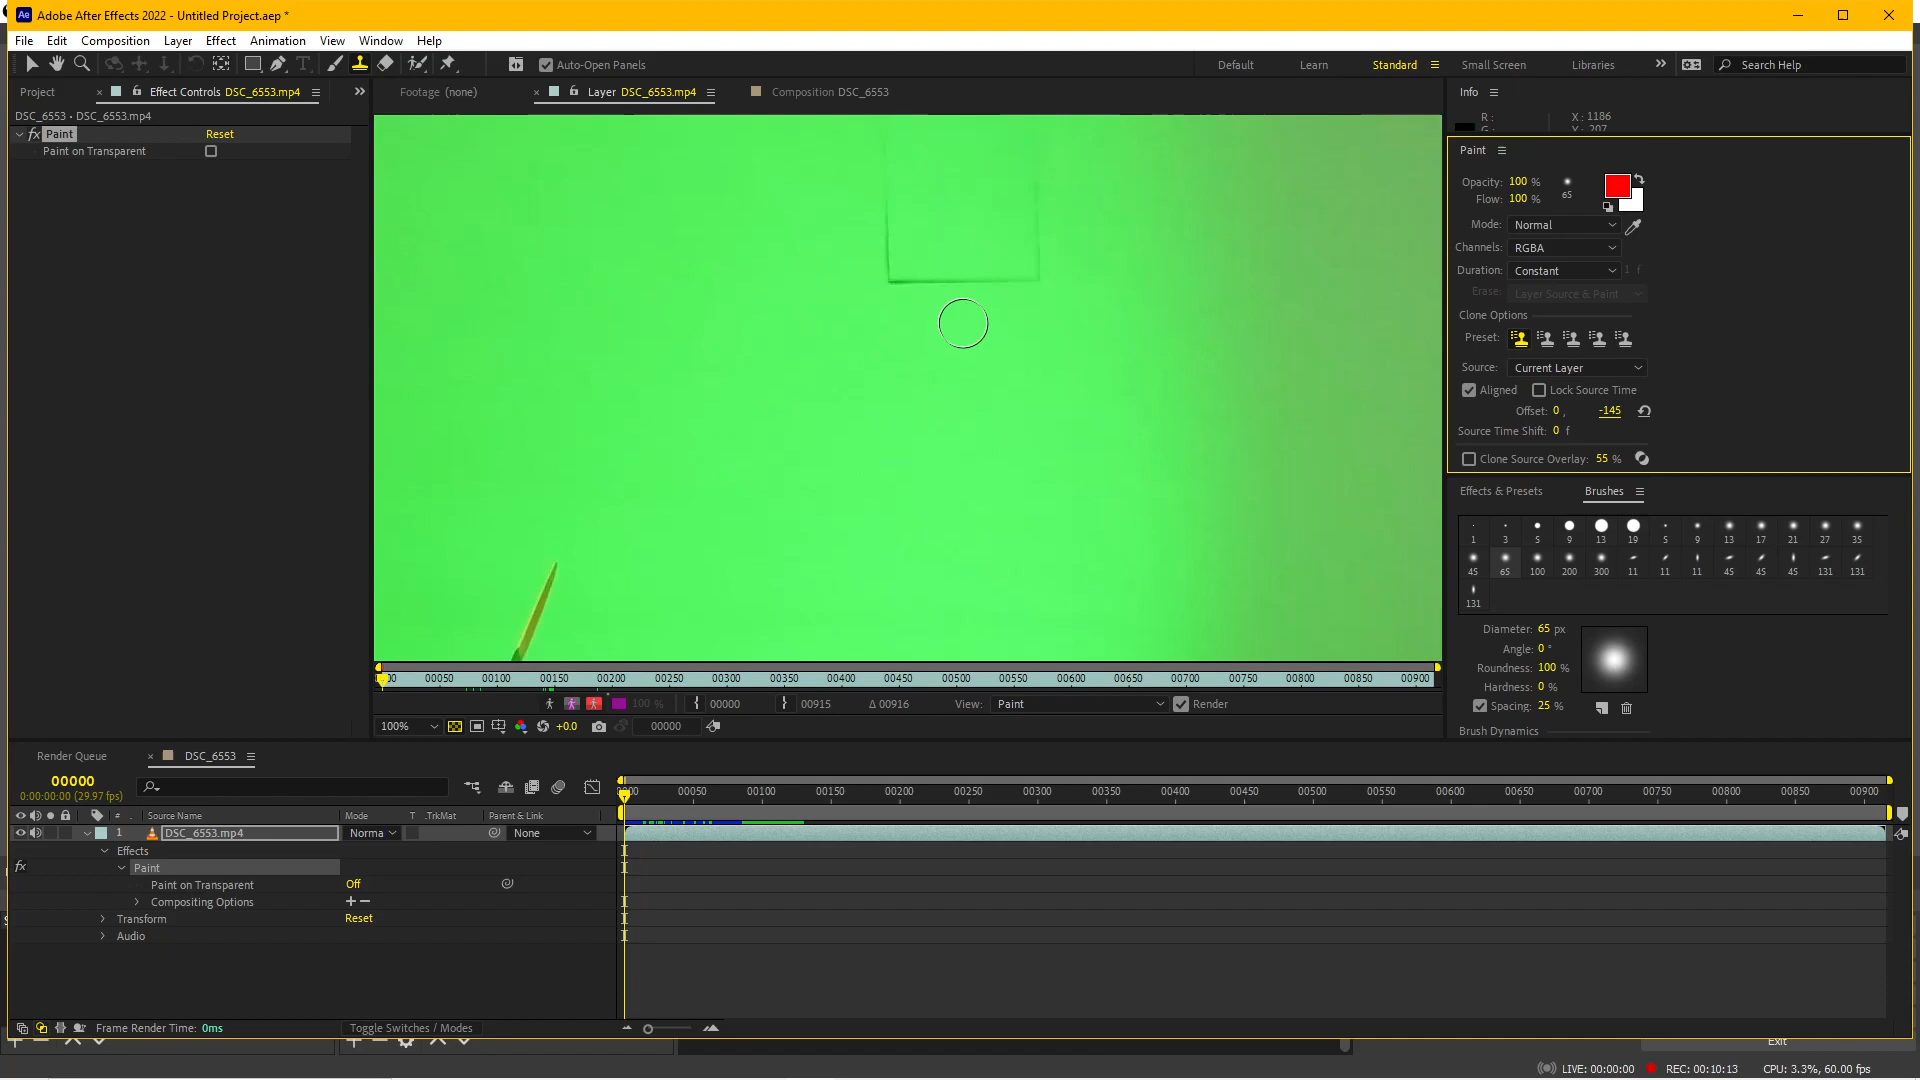 Adobe After Effects 2022 - Untitled Project.aep *
File Edit Composition Layer Effect Animation View Window Help
Auto-Open Panels Default Learn Standard Small Screen Libraries Search Help
Project Effect Controls DSC_6553.mp4 Footage (none) Layer DSC_6553.mp4 Composition DSC_6553 Info
DSC_6553 • DSC_6553.mp4
fx Paint Reset
Paint on Transparent
R : X : 1186
G : Y : 207
Paint
Opacity: 100 %
Flow: 100 % 65
Mode: Normal
Channels: RGBA
Duration: Constant 1 f
Erase: Layer Source & Paint
Clone Options
Preset:
Source: Current Layer
Aligned Lock Source Time
Offset: 0 , -145
Source Time Shift: 0 f
Clone Source Overlay: 55 %
Effects & Presets Brushes
1 3 5 9 13 19 5 9 13 17 21 27 35
45 65 100 200 300 11 11 11 45 45 45 131 131
131
Diameter: 65 px
Angle: 0 °
Roundness: 100 %
Hardness: 0 %
Spacing: 25 %
Brush Dynamics
00050 00100 00150 00200 00250 00300 00350 00400 00450 00500 00550 00600 00650 00700 00750 00800 00850 00900
100 % 00000 00915 Δ 00916 View: Paint Render
100% +0.0 00000
Render Queue DSC_6553
00000
0:00:00:00 (29.97 fps)
00050 00100 00150 00200 00250 00300 00350 00400 00450 00500 00550 00600 00650 00700 00750 00800 00850 00900
# Source Name Mode T .TrkMat Parent & Link
1 DSC_6553.mp4 Norma None
Effects
fx Paint
Paint on Transparent Off
Compositing Options
Transform Reset
Audio
Frame Render Time: 0ms Toggle Switches / Modes
Exit
LIVE: 00:00:00 REC: 00:10:13 CPU: 3.3%, 60.00 fps